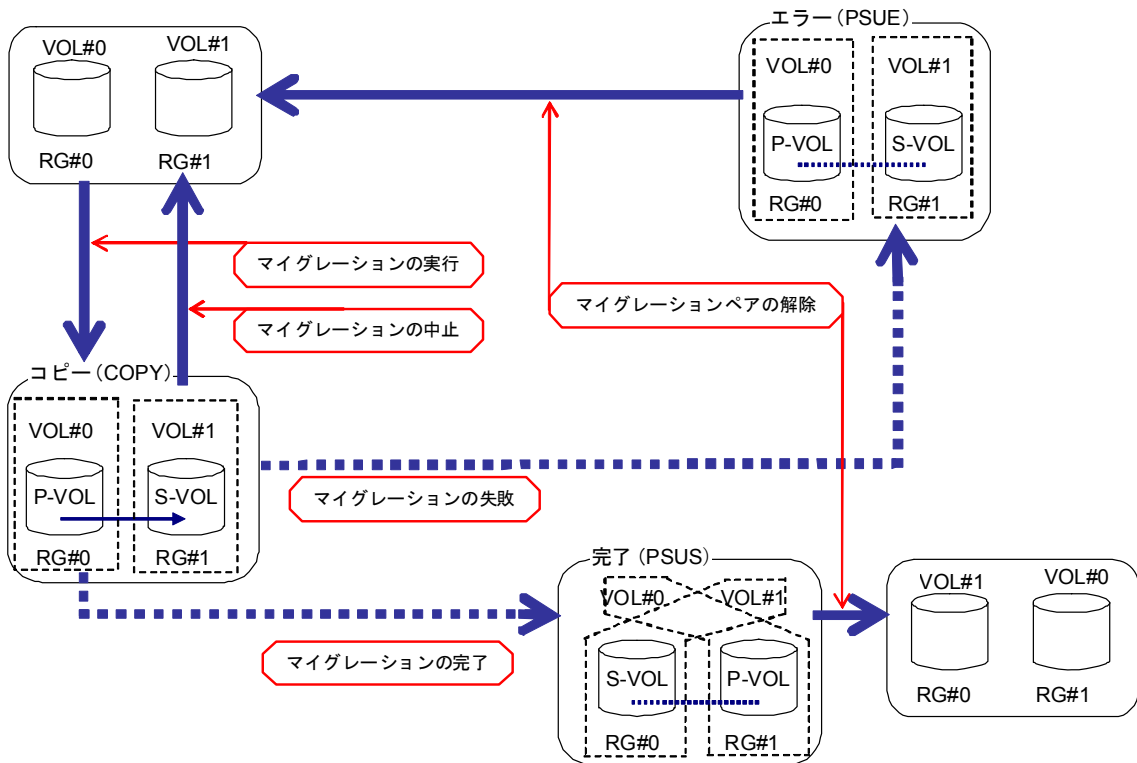 VOL#0
VOL#1
RG#0
RG#1
エラー(PSUE)
VOL#0
VOL#1
P-VOL
S-VOL
RG#0
RG#1
マイグレーションの実行
マイグレーションの中止
マイグレーションペアの解除
コピー(COPY)
VOL#0
VOL#1
P-VOL
S-VOL
RG#0
RG#1
マイグレーションの失敗
マイグレーションの完了
完了(PSUS)
VOL#0
VOL#1
S-VOL
P-VOL
RG#0
RG#1
VOL#1
VOL#0
RG#0
RG#1